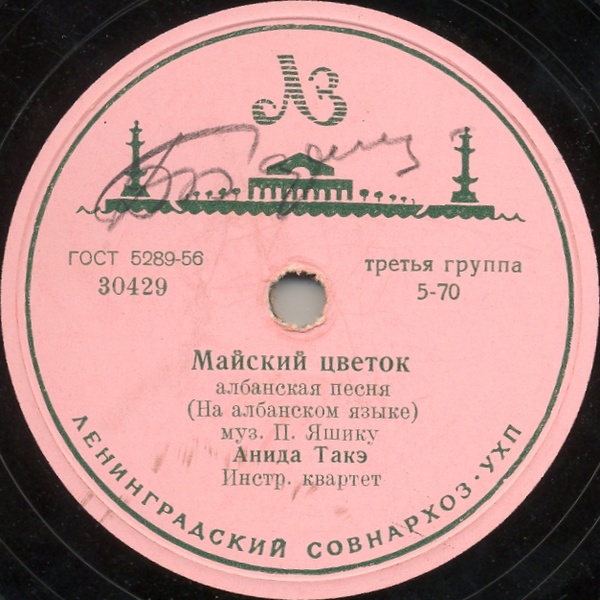 ЛЗ
ГОСТ 5289-56
30429
третья группа
5-70
Майский цветок
албанская песня
(На албанском языке)
муз. П. Яшику
Анида Такэ
Инстр. квартет
ЛЕНИНГРАДСКИЙ СОВНАРХОЗ·УХП